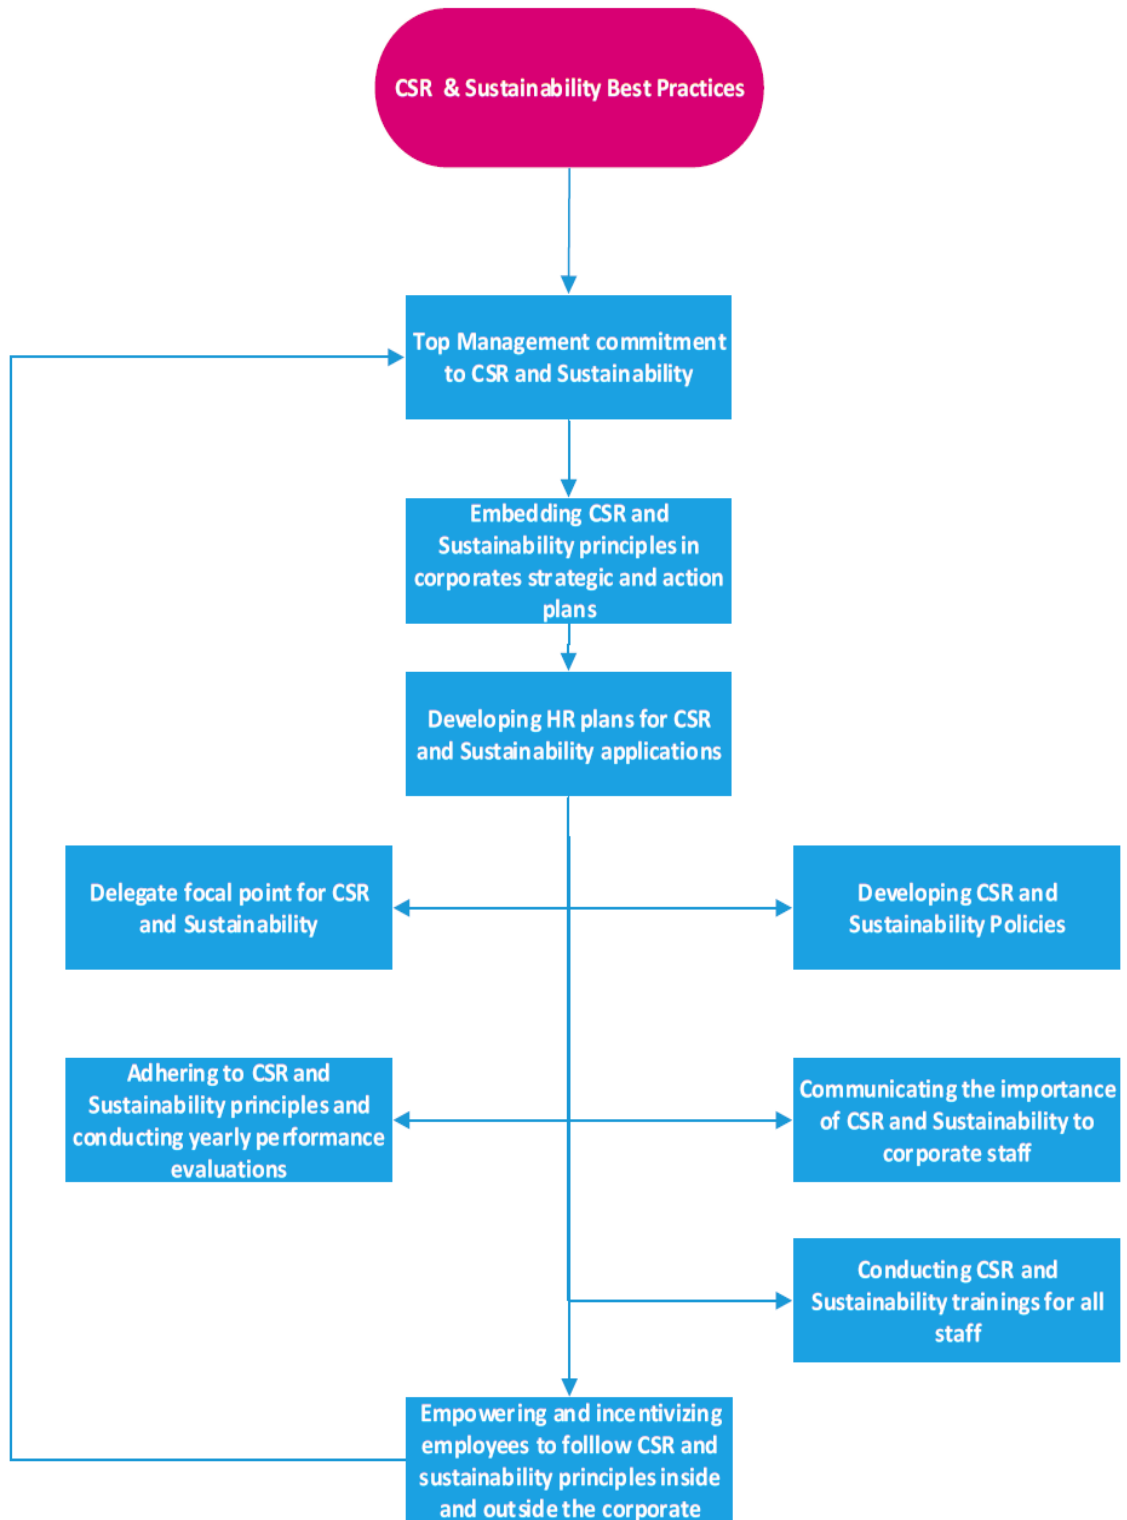 CSR & Sustainability Best Practices
Top Management commitment
to CSR and Sustainability
Embedding CSR and
Sustainability principles in
corporates strategic and action
plans
Developing HR plans for CSR
and Sustainability applications
Delegate focal point for CSR
and Sustainability
Developing CSR and
Sustainability Policies
Adhering to CSR and
Sustainability principles and
conducting yearly performance
evaluations
Communicating the importance
of CSR and Sustainability to
corporate staff
Conducting CSR and
Sustainability trainings for all
staff
Empowering and incentivizing
employees to folllow CSR and
sustainability principles inside
and outside the corporate